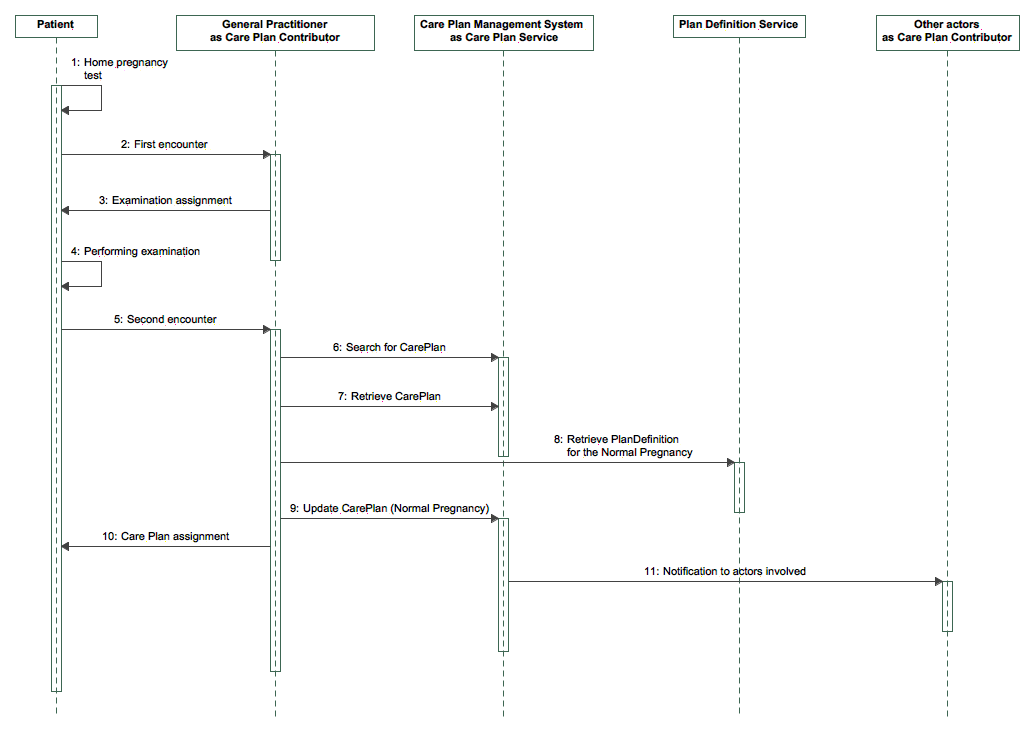 Patient
General Practitioner
as Care Plan Contributor
Care Plan Management System
as Care Plan Service
Plan Definition Service
Other actors
as Care Plan Contributor
1: Home pregnancy
test
2: First encounter
3: Examination assignment
4: Performing examination
5: Second encounter
6: Search for CarePlan
7: Retrieve CarePlan
8: Retrieve PlanDefinition
for the Normal Pregnancy
9: Update CarePlan (Normal Pregnancy)
10: Care Plan assignment
11: Notification to actors involved